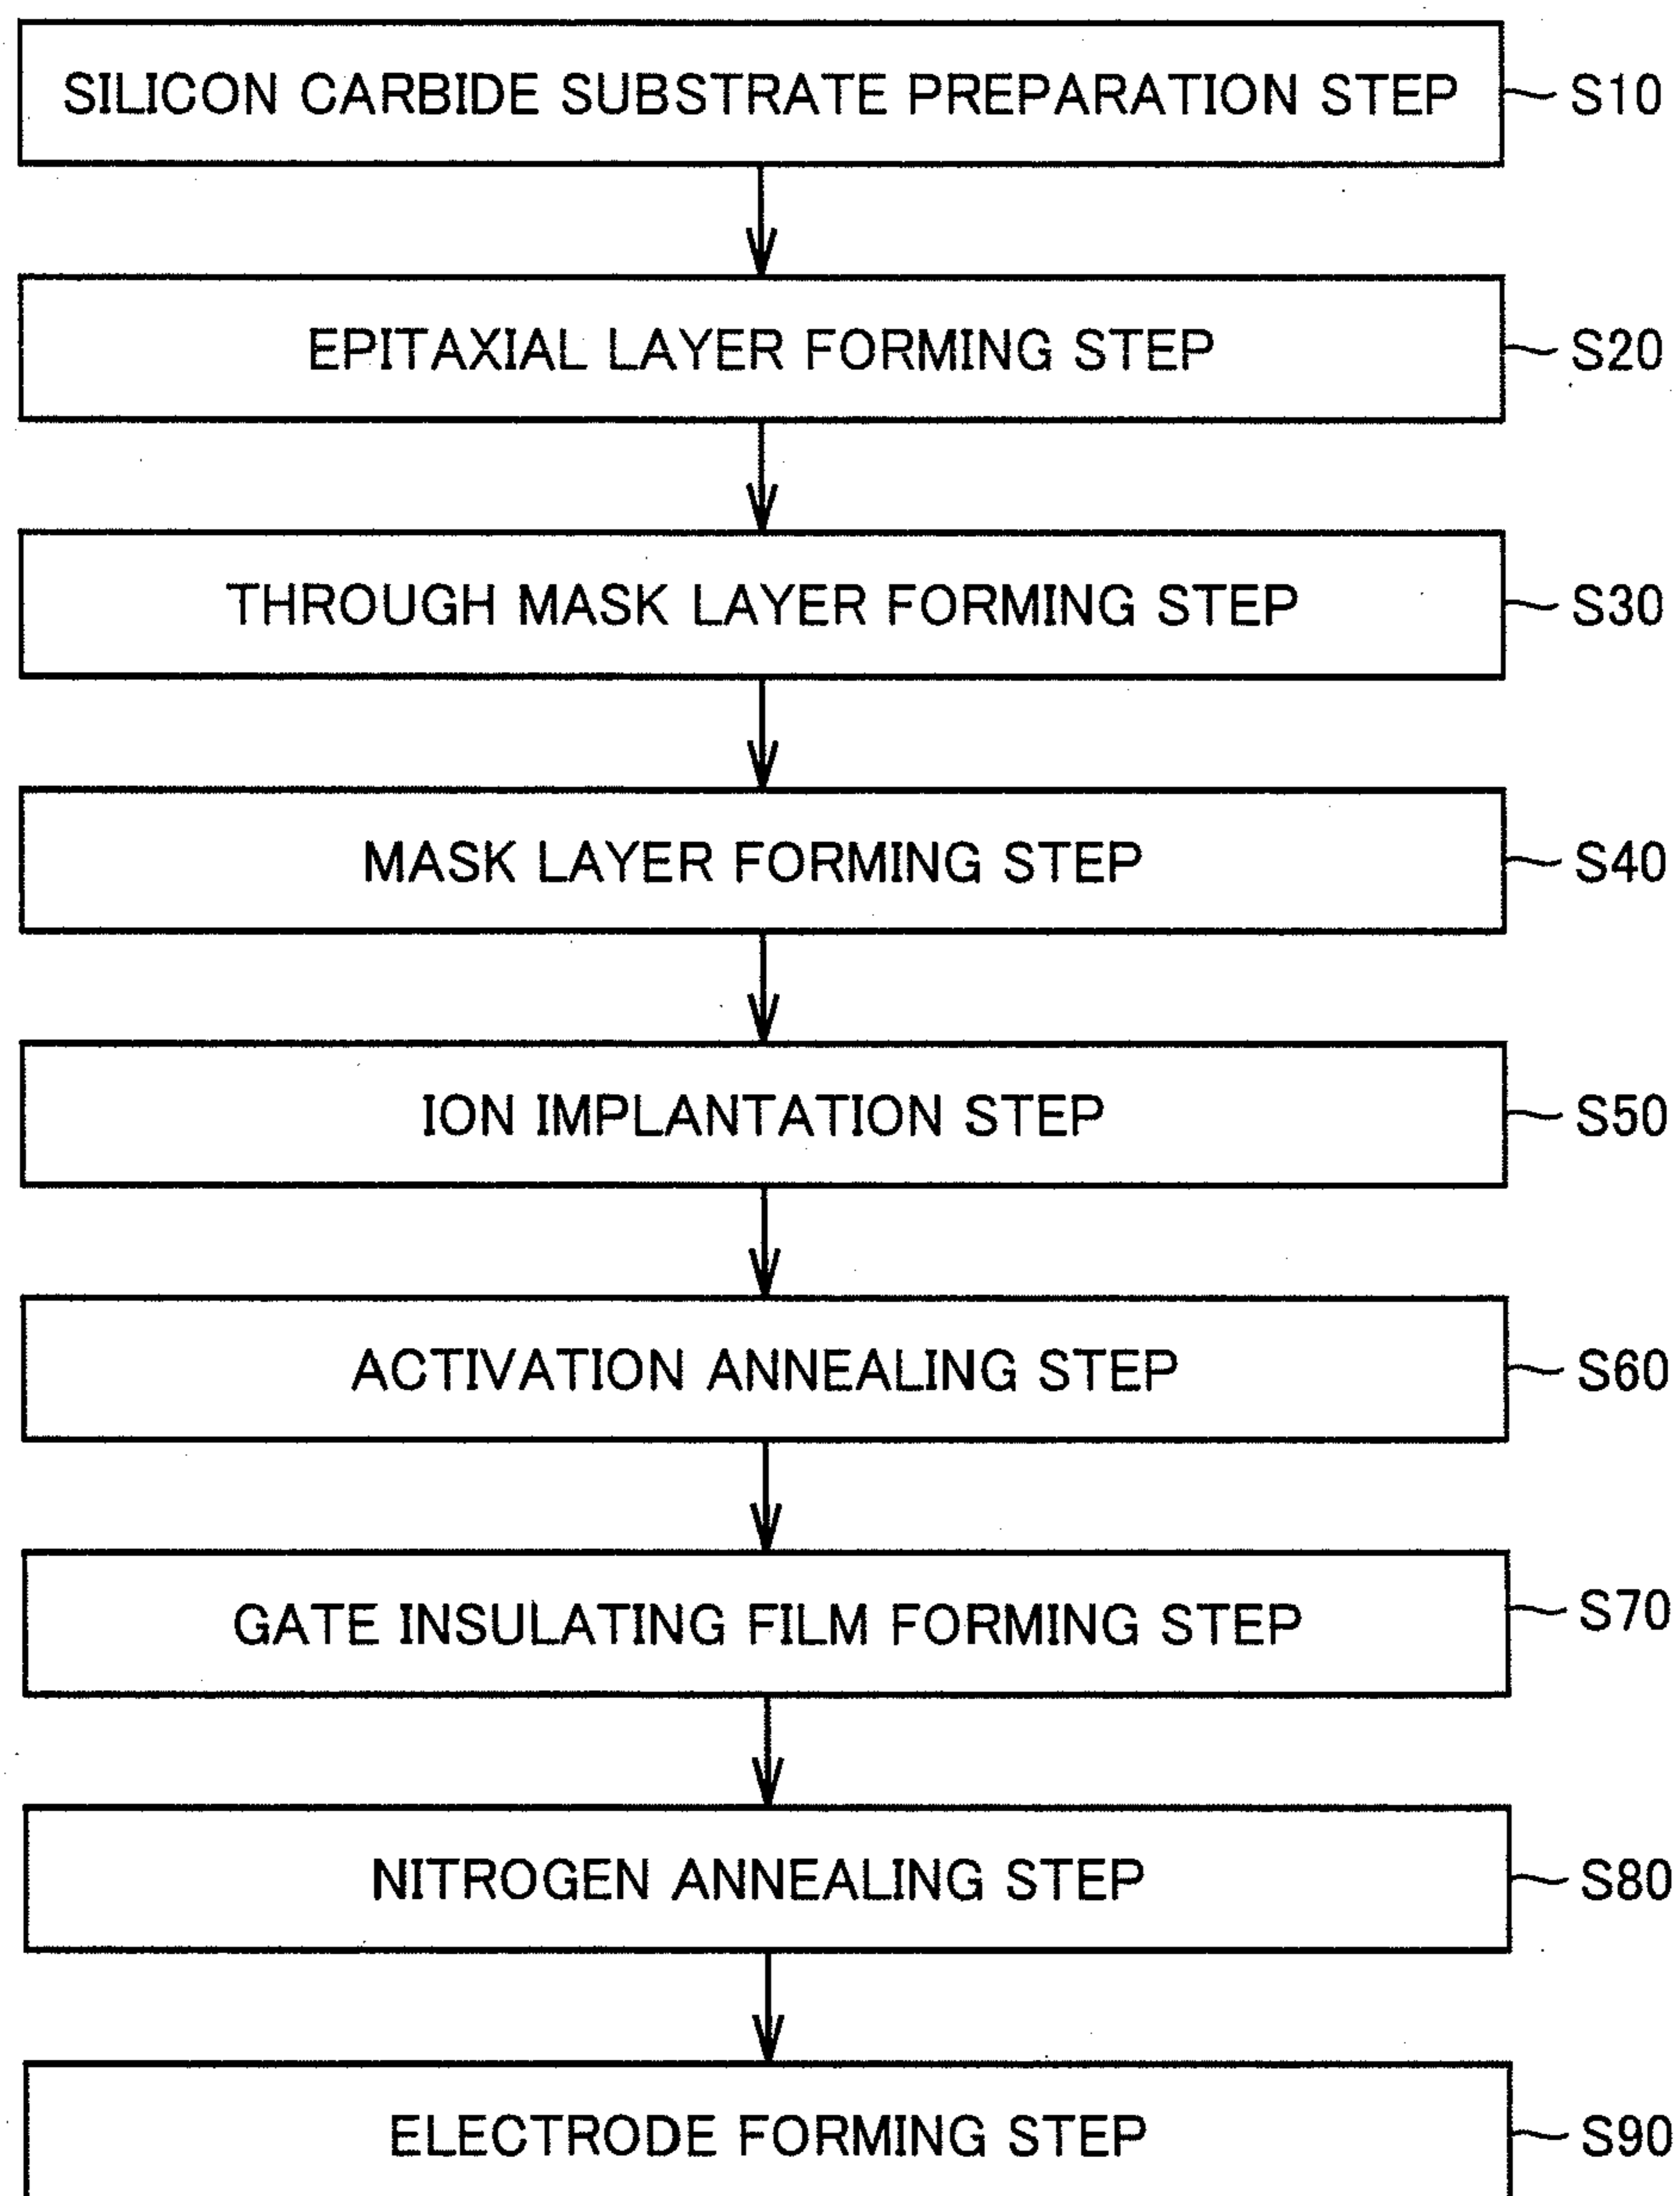 SILICON CARBIDE SUBSTRATE PREPARATION STEP S10
EPITAXIAL LAYER FORMING STEP S20
THROUGH MASK LAYER FORMING STEP S30
MASK LAYER FORMING STEP S40
ION IMPLANTATION STEP S50
ACTIVATION ANNEALING STEP S60
GATE INSULATING FILM FORMING STEP S70
NITROGEN ANNEALING STEP S80
ELECTRODE FORMING STEP S90